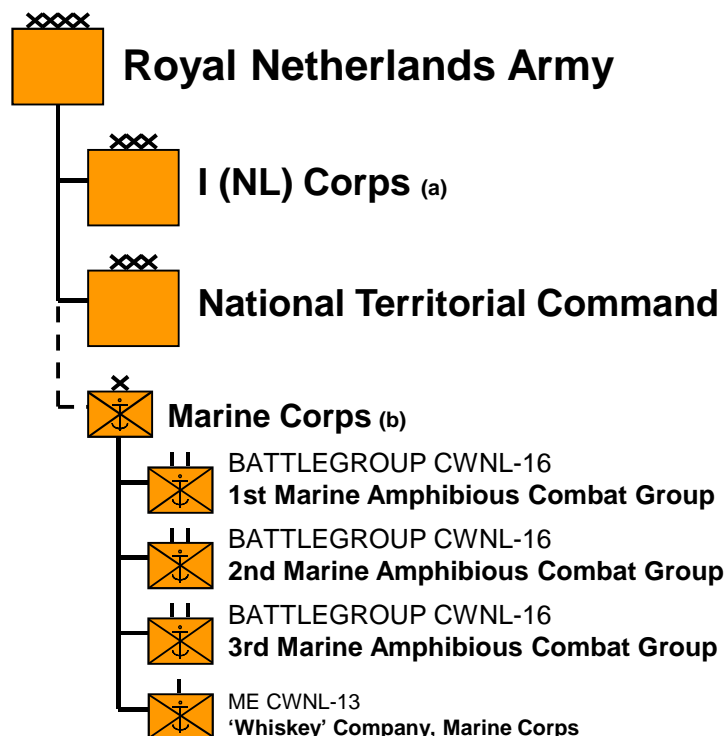 Royal Netherlands Army
I (NL) Corps (a)
National Territorial Command
Marine Corps (b)
BATTLEGROUP CWNL-16
1st Marine Amphibious Combat Group
BATTLEGROUP CWNL-16
2nd Marine Amphibious Combat Group
BATTLEGROUP CWNL-16
3rd Marine Amphibious Combat Group
ME CWNL-13
‘Whiskey’ Company, Marine Corps